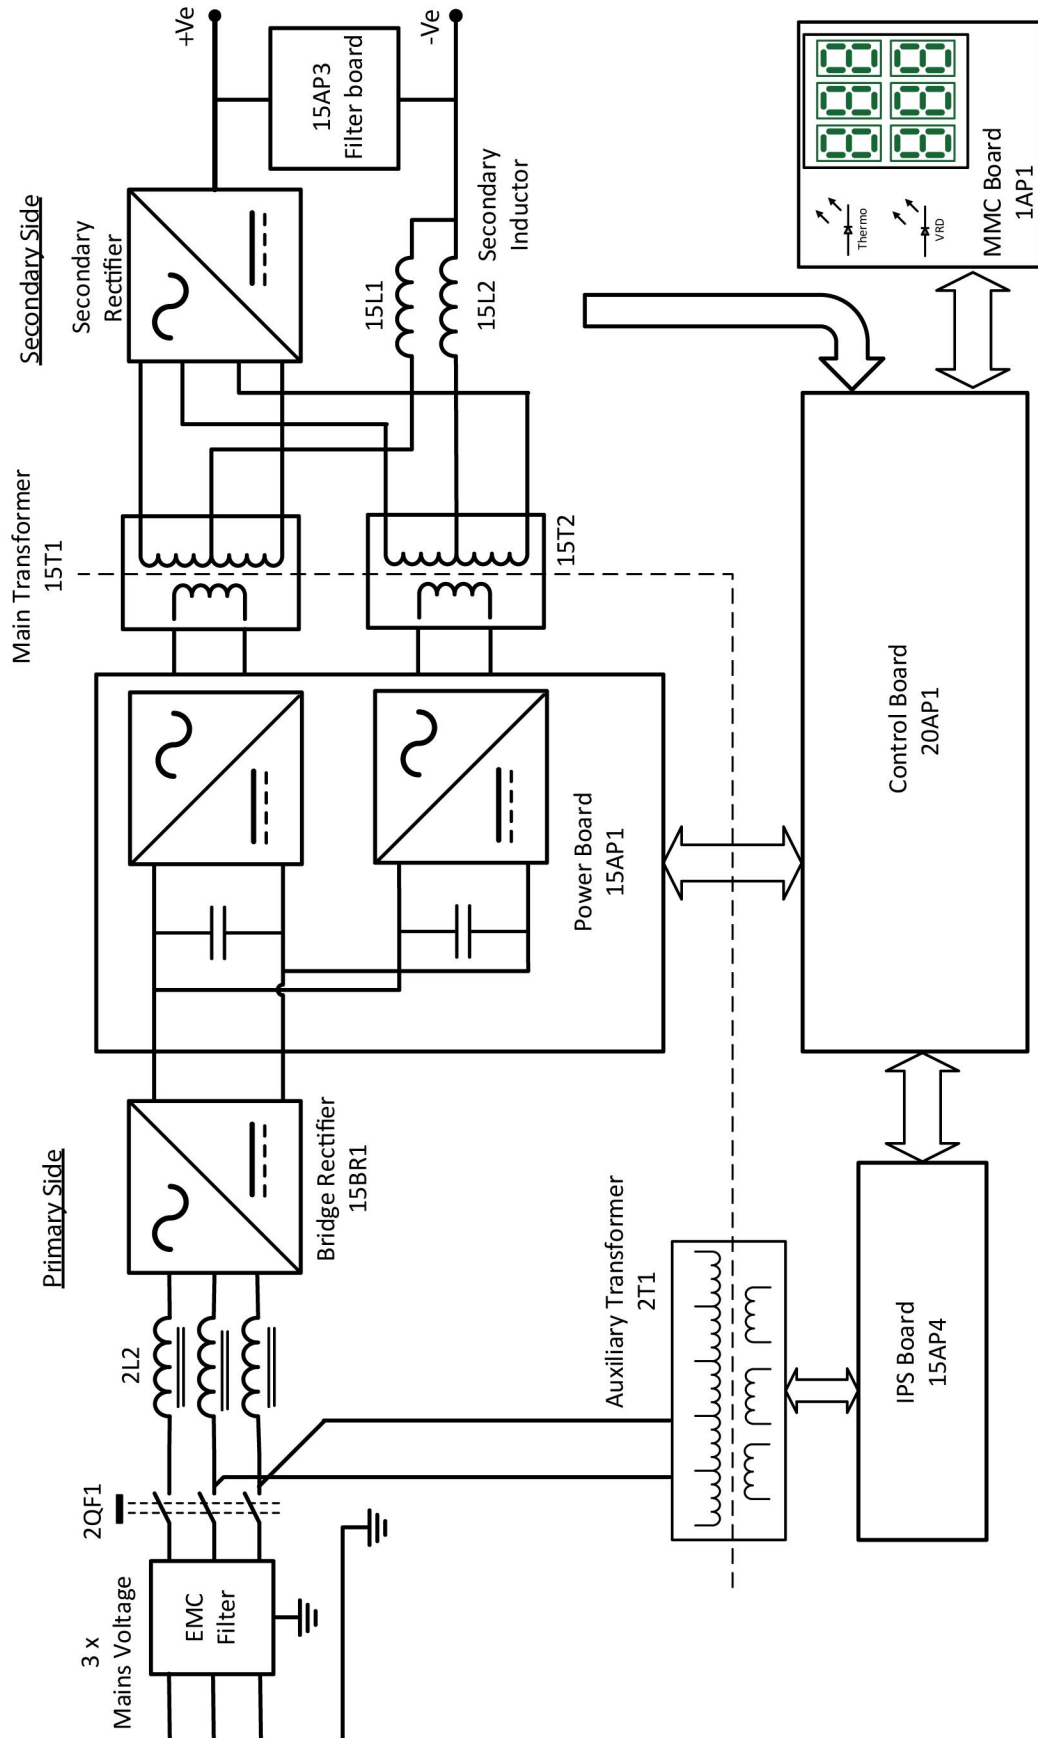 Primary Side
Secondary Side
3 x
Mains Voltage
EMC
Filter
2QF1
2L2
Bridge Rectifier
15BR1
Power Board
15AP1
Main Transformer
15T1
15T2
Secondary
Rectifier
15L1
15L2
Secondary
Inductor
15AP3
Filter board
+Ve
-Ve
Auxiliary Transformer
2T1
IPS Board
15AP4
Control Board
20AP1
Thermo
VRD
888
888
MMC Board
1AP1